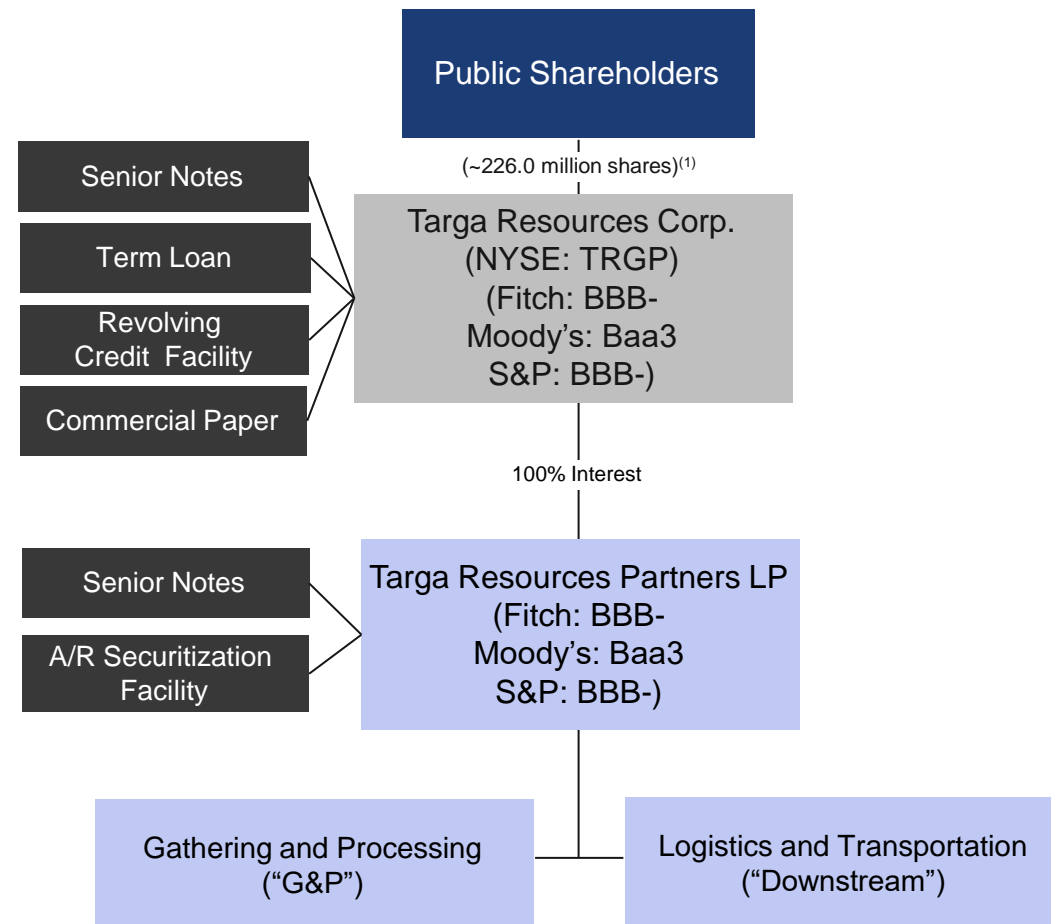 Public Shareholders
(~226.0 million shares)(1)
Senior Notes
Term Loan
Revolving
Credit Facility
Commercial Paper
Targa Resources Corp.
(NYSE: TRGP)
(Fitch: BBB-
Moody’s: Baa3
S&P: BBB-)
100% Interest
Senior Notes
A/R Securitization
Facility
Targa Resources Partners LP
(Fitch: BBB-
Moody’s: Baa3
S&P: BBB-)
Gathering and Processing
(“G&P”)
Logistics and Transportation
(“Downstream”)